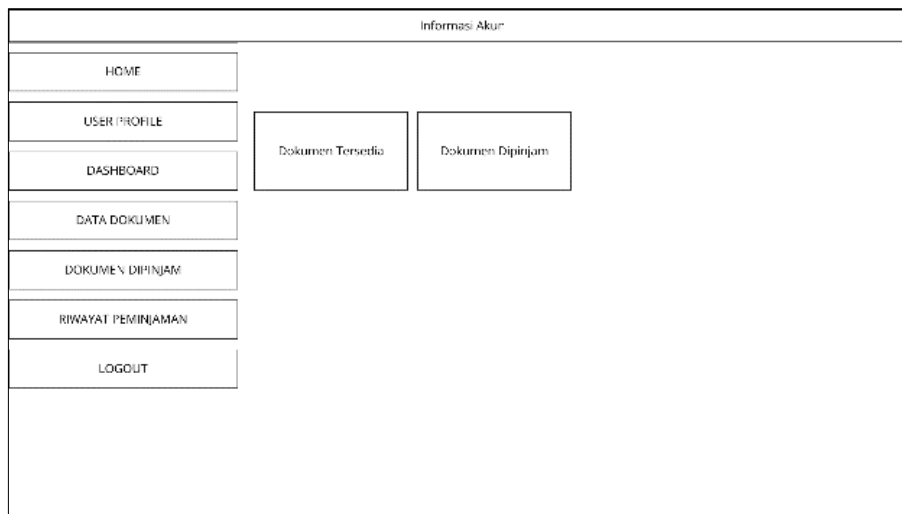 Informasi Akun
HOME
USER PROFILE
Dokumen Tersedia
Dokumen Dipinjam
DASHBOARD
DATA DOKUMEN
DOKUMEN DIPINJAM
RIWAYAT PEMINJAMAN
LOGOUT